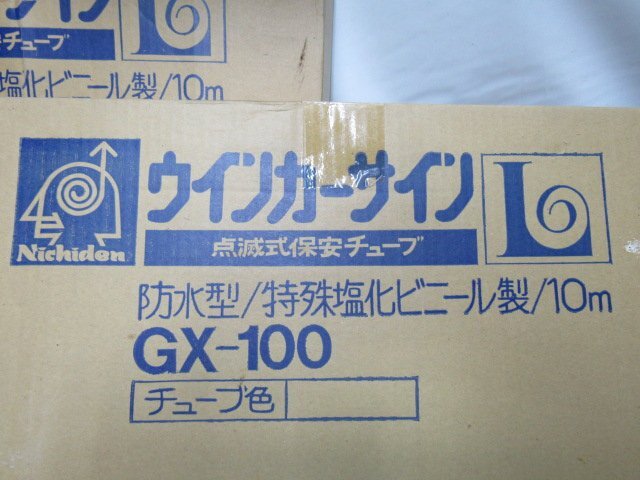 安チューブ
塩化ビニール製/10m
Nichiden
ウインカーサイン
点滅式保安チューブ
L
防水型/特殊塩化ビニール製/10m
GX-100
チューブ色